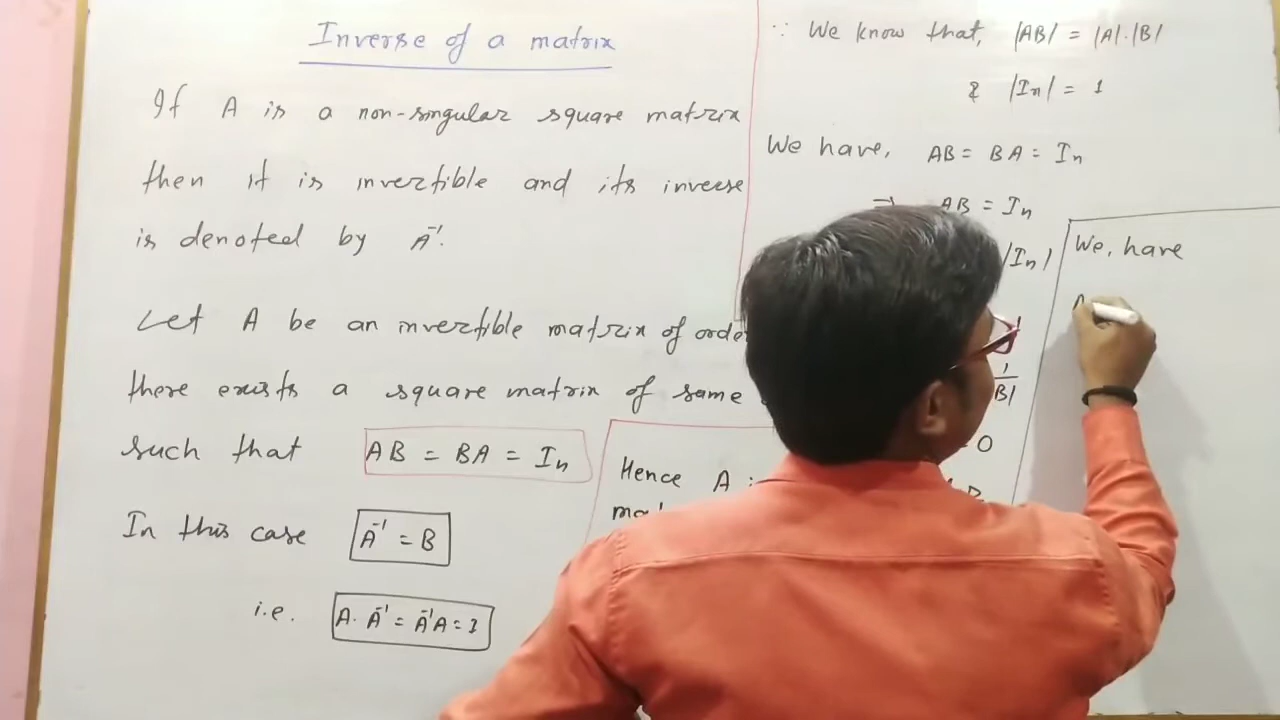 Inverse of a matrix
If A is a non-singular square matrix
then it is invertible and its inverse
is denoted by A⁻¹.
Let A be an invertible matrix of order
there exists a square matrix of same
such that AB = BA = In
In this case A⁻¹ = B
i.e. A. A⁻¹ = A⁻¹A = I
∵ We know that, |AB| = |A|.|B|
& |In| = 1
We have, AB = BA = In
AB = In
|In|
1
|B|
0
Hence A
We, have